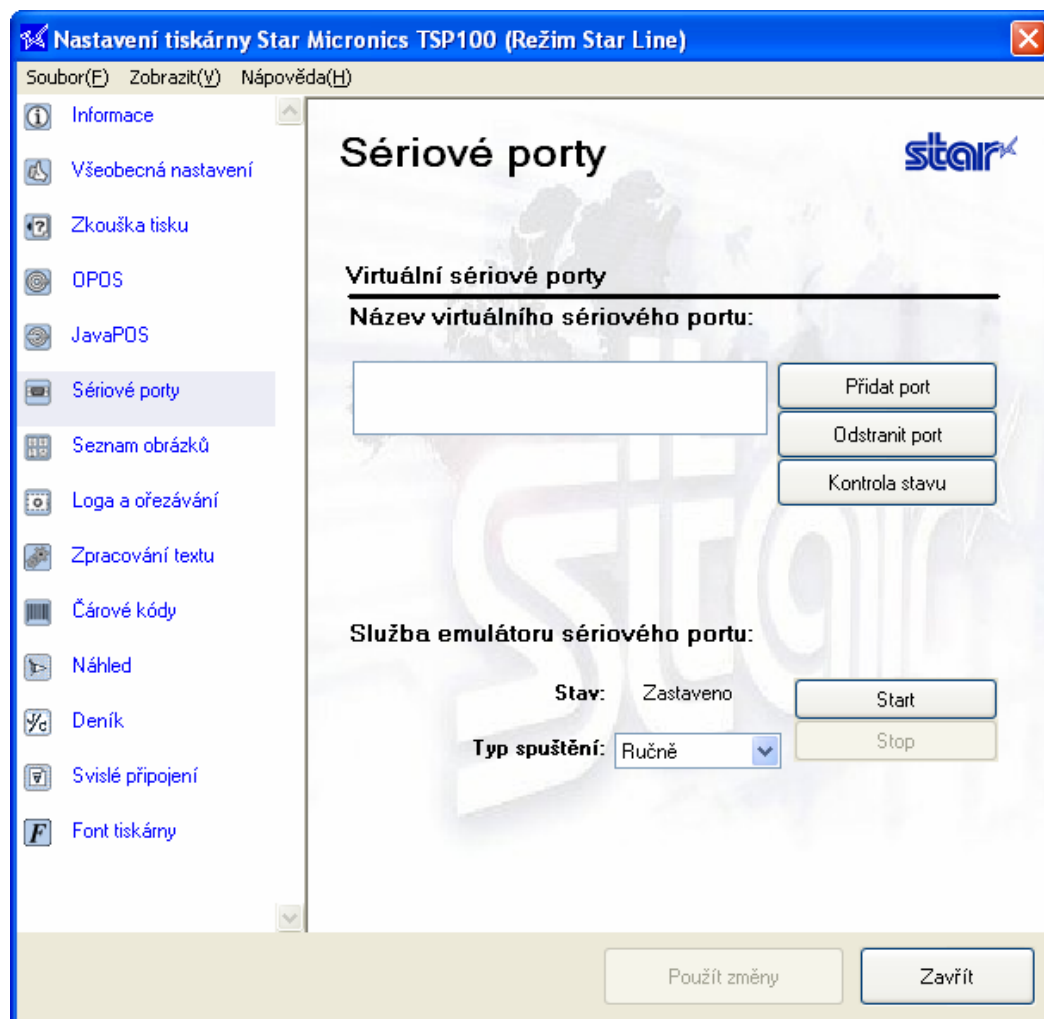 Nastavení tiskárny Star Micronics TSP100 (Režim Star Line)
Soubor(F) Zobrazit(V) Nápověda(H)
Informace
Všeobecná nastavení
Zkouška tisku
OPOS
JavaPOS
Sériové porty
Seznam obrázků
Loga a ořezávání
Zpracování textu
Čárové kódy
Náhled
Deník
Svislé připojení
Font tiskárny
Sériové porty
star
Virtuální sériové porty
Název virtuálního sériového portu:
Přidat port
Odstranit port
Kontrola stavu
Služba emulátoru sériového portu:
Stav: Zastaveno
Start
Typ spuštění: Ručně
Stop
Použít změny
Zavřít